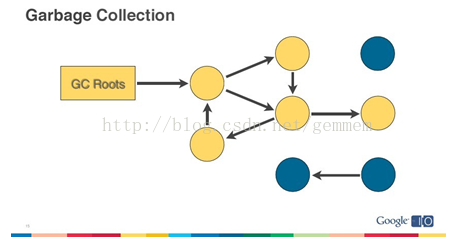 Garbage Collection
GC Roots
http://blog.csdn.net/gemmem
Google IO